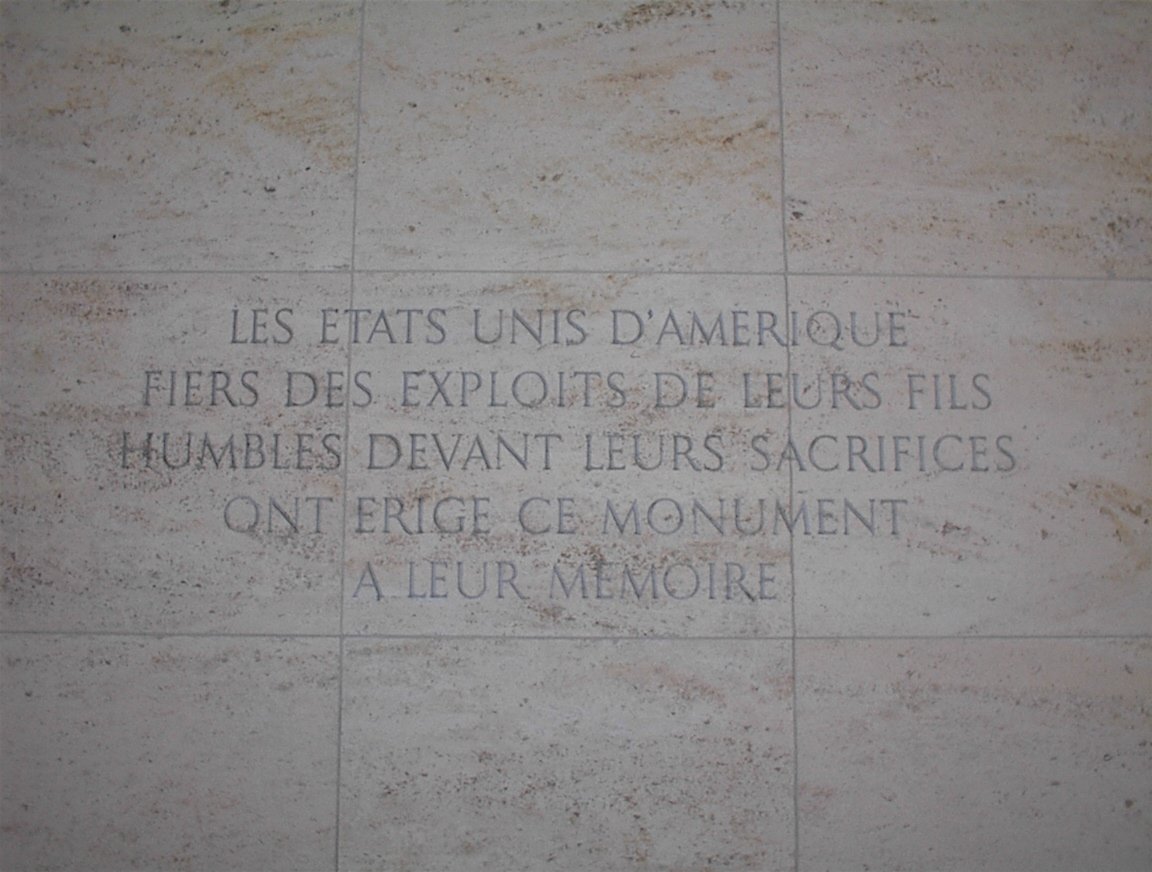 LES ETATS UNIS D'AMERIQUE
FIERS DES EXPLOITS DE LEURS FILS
HUMBLES DEVANT LEURS SACRIFICES
ONT ERIGE CE MONUMENT
A LEUR MEMOIRE